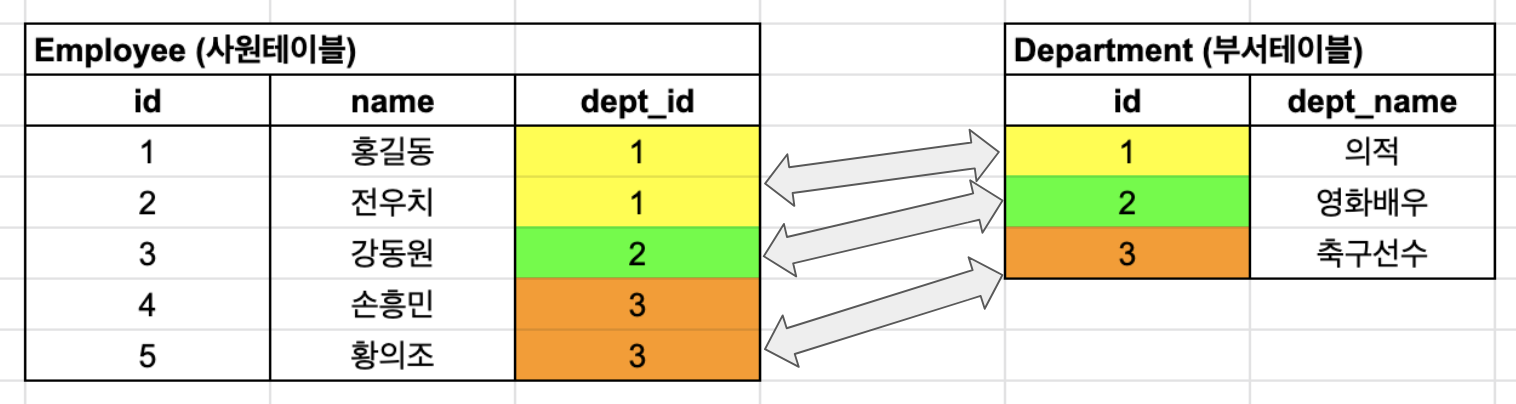 Employee (사원테이블)
id name dept_id
1 홍길동 1
2 전우치 1
3 강동원 2
4 손흥민 3
5 황의조 3
Department (부서테이블)
id dept_name
1 의적
2 영화배우
3 축구선수